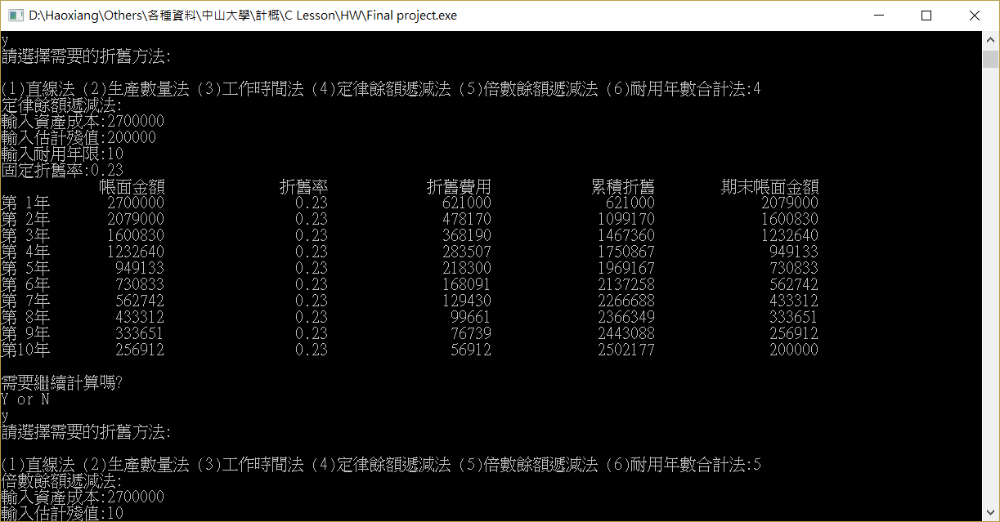 D:\Haoxiang\Others\各種資料\中山大學\計概\C Lesson\HW\Final project.exe
y
請選擇需要的折舊方法:
(1)直線法 (2)生產數量法 (3)工作時間法 (4)定律餘額遞減法 (5)倍數餘額遞減法 (6)耐用年數合計法:4
定律餘額遞減法:
輸入資產成本:2700000
輸入估計殘值:200000
輸入耐用年限:10
固定折舊率:0.23
帳面金額 折舊率 折舊費用 累積折舊 期末帳面金額
第 1年 2700000 0.23 621000 621000 2079000
第 2年 2079000 0.23 478170 1099170 1600830
第 3年 1600830 0.23 368190 1467360 1232640
第 4年 1232640 0.23 283507 1750867 949133
第 5年 949133 0.23 218300 1969167 730833
第 6年 730833 0.23 168091 2137258 562742
第 7年 562742 0.23 129430 2266688 433312
第 8年 433312 0.23 99661 2366349 333651
第 9年 333651 0.23 76739 2443088 256912
第10年 256912 0.23 56912 2502177 200000
需要繼續計算嗎?
Y or N
y
請選擇需要的折舊方法:
(1)直線法 (2)生產數量法 (3)工作時間法 (4)定律餘額遞減法 (5)倍數餘額遞減法 (6)耐用年數合計法:5
倍數餘額遞減法:
輸入資產成本:2700000
輸入估計殘值:10